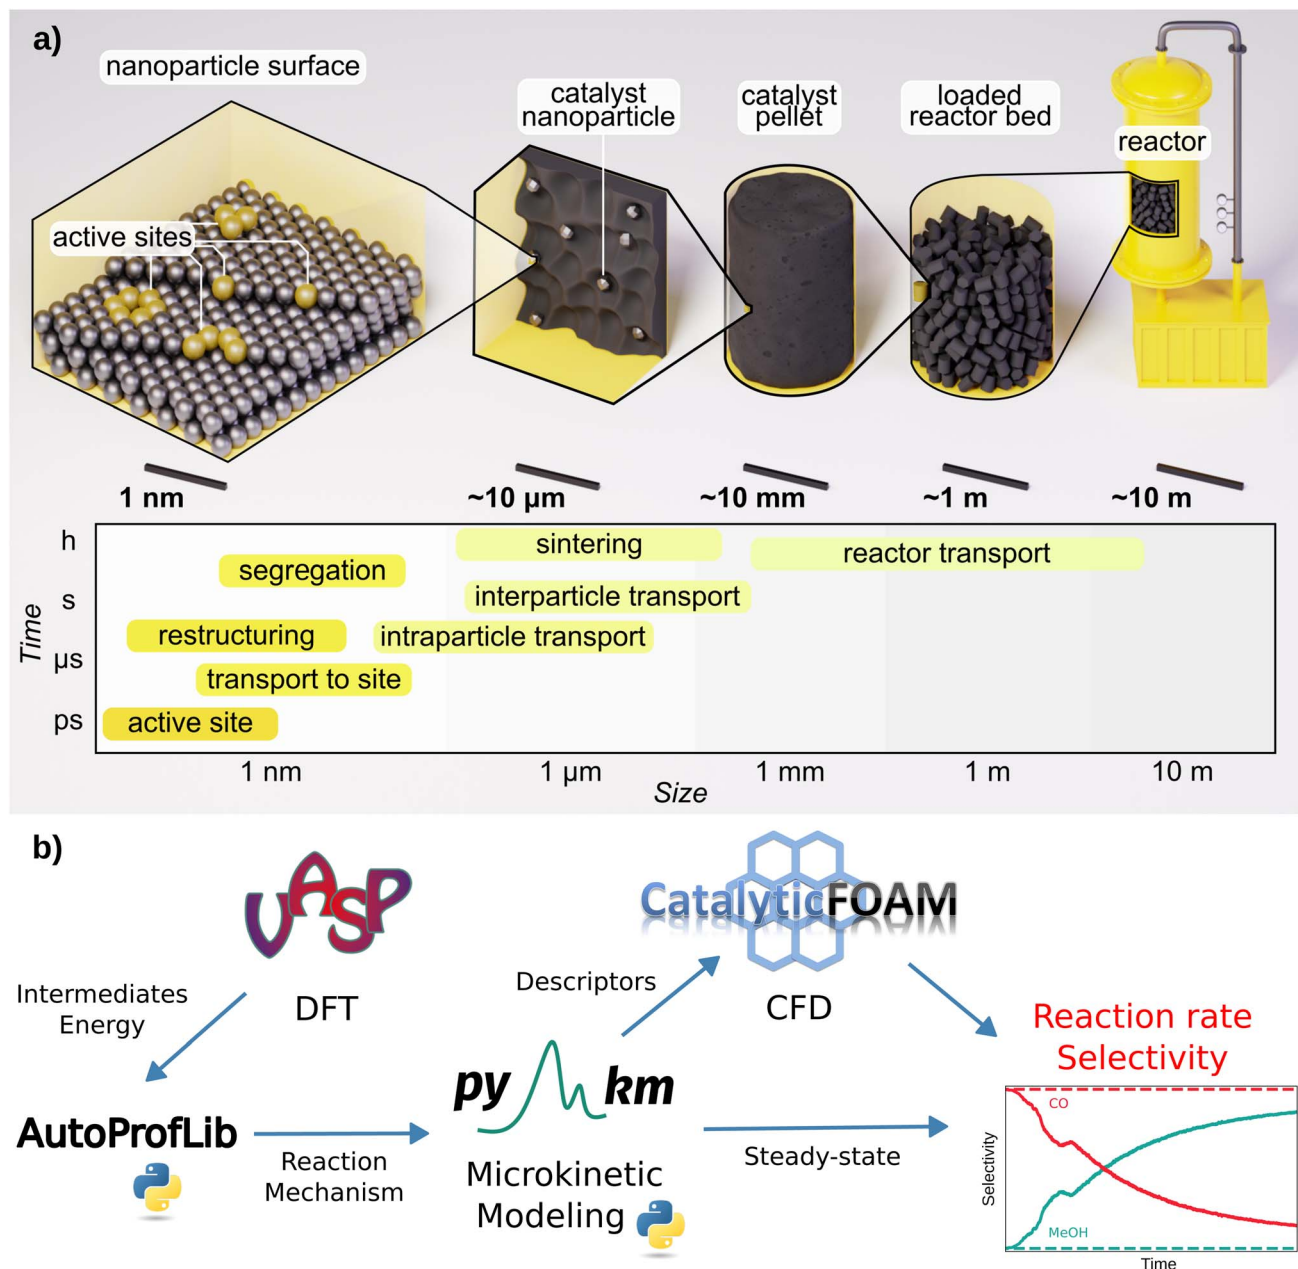 a)
nanoparticle surface
active sites
catalyst
nanoparticle
catalyst
pellet
loaded
reactor bed
reactor
1 nm
~10 µm
~10 mm
~1 m
~10 m
Time
h
s
µs
ps
sintering
reactor transport
segregation
interparticle transport
restructuring
intraparticle transport
transport to site
active site
1 nm
1 µm
1 mm
1 m
10 m
Size
b)
VASP
DFT
Intermediates
Energy
AutoProfLib
Reaction
Mechanism
py km
Microkinetic
Modeling
Descriptors
CatalyticFOAM
CFD
Steady-state
Reaction rate
Selectivity
Selectivity
CO
MeOH
Time